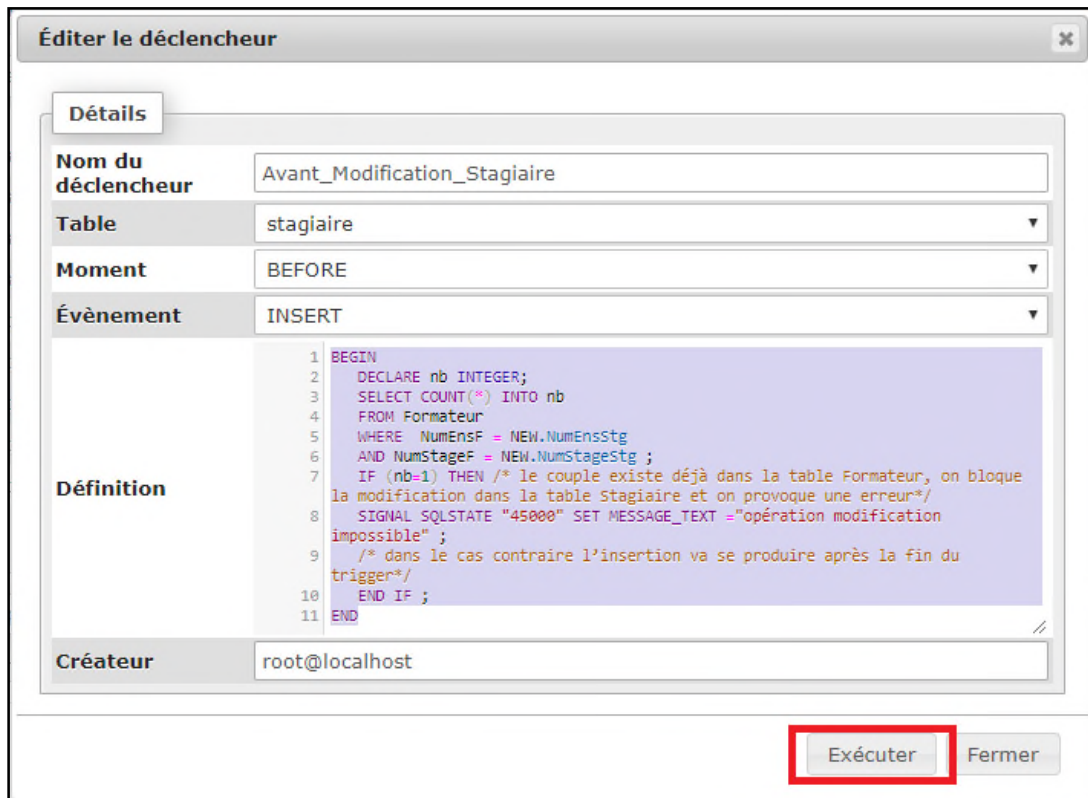 Éditer le déclencheur
Détails
Nom du
déclencheur
Avant_Modification_Stagiaire
Table
stagiaire
Moment
BEFORE
Évènement
INSERT
Définition
1 BEGIN
2 DECLARE nb INTEGER;
3 SELECT COUNT(*) INTO nb
4 FROM Formateur
5 WHERE NumEnsF = NEW.NumEnsStg
6 AND NumStageF = NEW.NumStageStg ;
7 IF (nb=1) THEN /* le couple existe déjà dans la table Formateur, on bloque
la modification dans la table Stagiaire et on provoque une erreur*/
8 SIGNAL SQLSTATE "45000" SET MESSAGE_TEXT ="opération modification
impossible" ;
9 /* dans le cas contraire l’insertion va se produire après la fin du
trigger*/
10 END IF ;
11 END
Créateur
root@localhost
Exécuter Fermer